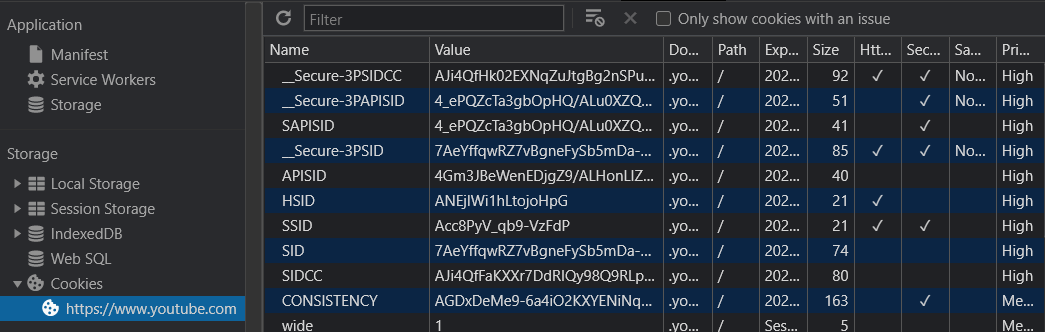 Application
Manifest
Service Workers
Storage
Storage
Local Storage
Session Storage
IndexedDB
Web SQL
Cookies
https://www.youtube.com
Filter
Only show cookies with an issue
Name Value Do... Path Exp... Size Htt... Sec... Sa... Pri...
__Secure-3PSIDCC AJi4QfHk02EXNqZuJtgBg2nSPu... .yo... / 202... 92 ✓ ✓ No... High
__Secure-3PAPISID 4_ePQZcTa3gbOpHQ/ALu0XZQ... .yo... / 202... 51 ✓ No... High
SAPISID 4_ePQZcTa3gbOpHQ/ALu0XZQ... .yo... / 202... 41 ✓ High
__Secure-3PSID 7AeYffqwRZ7vBgneFySb5mDa-... .yo... / 202... 85 ✓ ✓ No... High
APISID 4Gm3JBeWenEDjgZ9/ALHonLIZ... .yo... / 202... 40 High
HSID ANEjIWi1hLtojoHpG .yo... / 202... 21 ✓ High
SSID Acc8PyV_qb9-VzFdP .yo... / 202... 21 ✓ ✓ High
SID 7AeYffqwRZ7vBgneFySb5mDa-... .yo... / 202... 74 High
SIDCC AJi4QfFaKXXr7DdRIQy98Q9RLp... .yo... / 202... 80 High
CONSISTENCY AGDxDeMe9-6a4iO2KXYENiNq... .yo... / 202... 163 ✓ Me...
wide 1 .yo... / Ses... 5 Me...